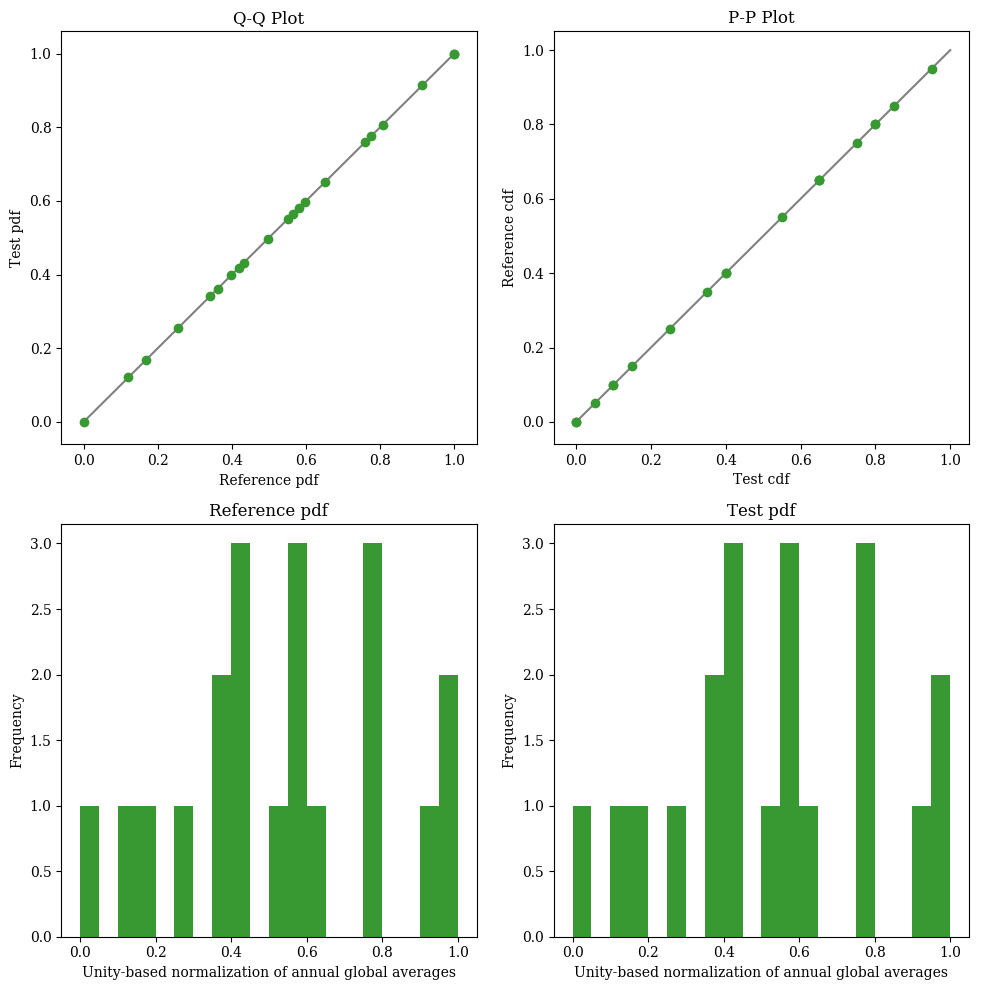 Q-Q Plot
P-P Plot
1.0
0.8
0.6
0.4
0.2
0.0
Test pdf
0.0 0.2 0.4 0.6 0.8 1.0
Reference pdf
1.0
0.8
0.6
0.4
0.2
0.0
Reference cdf
0.0 0.2 0.4 0.6 0.8 1.0
Test cdf
Reference pdf
3.0
2.5
2.0
1.5
1.0
0.5
0.0
Frequency
0.0 0.2 0.4 0.6 0.8 1.0
Unity-based normalization of annual global averages
Test pdf
3.0
2.5
2.0
1.5
1.0
0.5
0.0
Frequency
0.0 0.2 0.4 0.6 0.8 1.0
Unity-based normalization of annual global averages